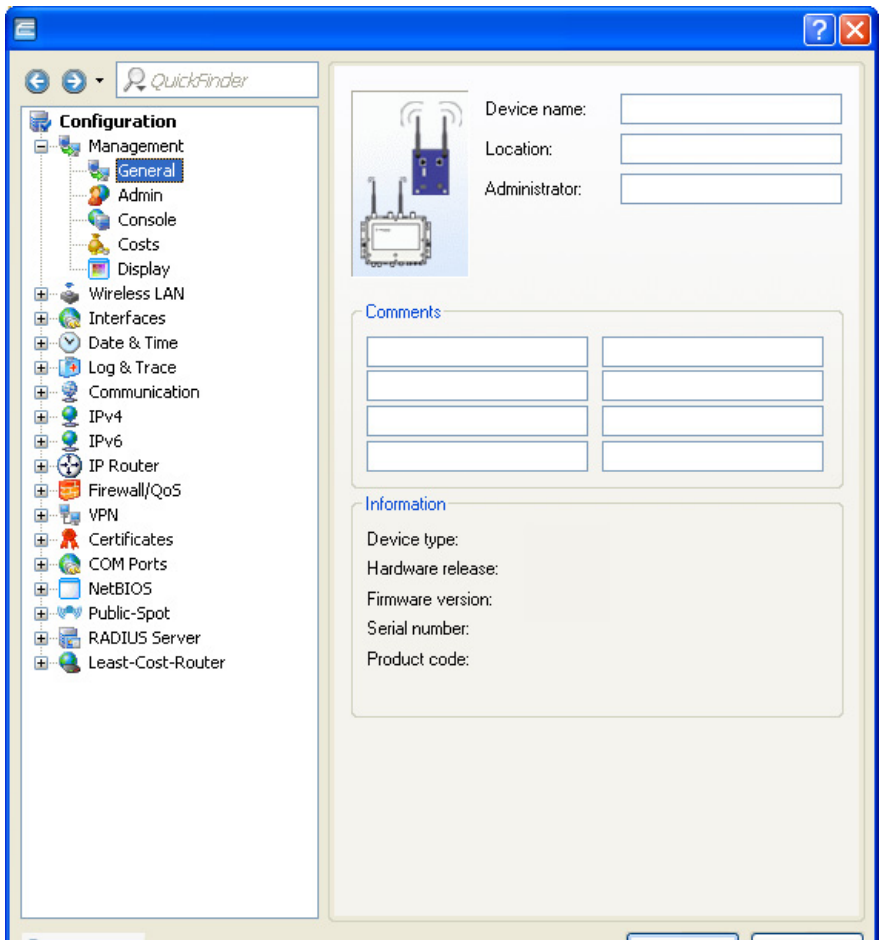 QuickFinder
Configuration
Management
General
Admin
Console
Costs
Display
Wireless LAN
Interfaces
Date & Time
Log & Trace
Communication
IPv4
IPv6
IP Router
Firewall/QoS
VPN
Certificates
COM Ports
NetBIOS
Public-Spot
RADIUS Server
Least-Cost-Router
Device name:
Location:
Administrator:
Comments
Information
Device type:
Hardware release:
Firmware version:
Serial number:
Product code: